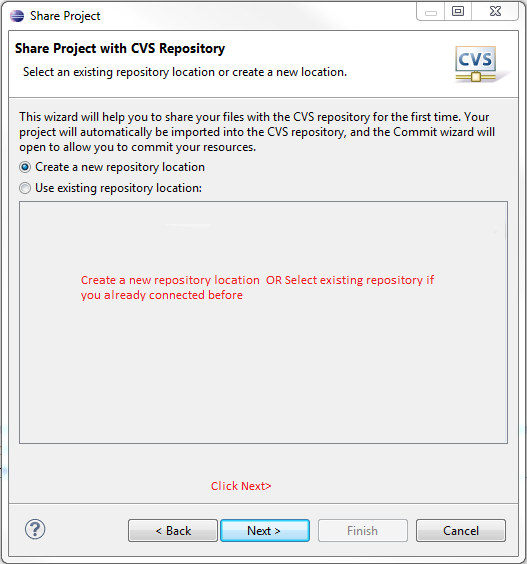 Share Project
Share Project with CVS Repository
Select an existing repository location or create a new location.
CVS
This wizard will help you to share your files with the CVS repository for the first time. Your
project will automatically be imported into the CVS repository, and the Commit wizard will
open to allow you to commit your resources.
Create a new repository location
Use existing repository location:
Create a new repository location  OR Select existing repository if
you already connected before
Click Next>
?
< Back
Next >
Finish
Cancel